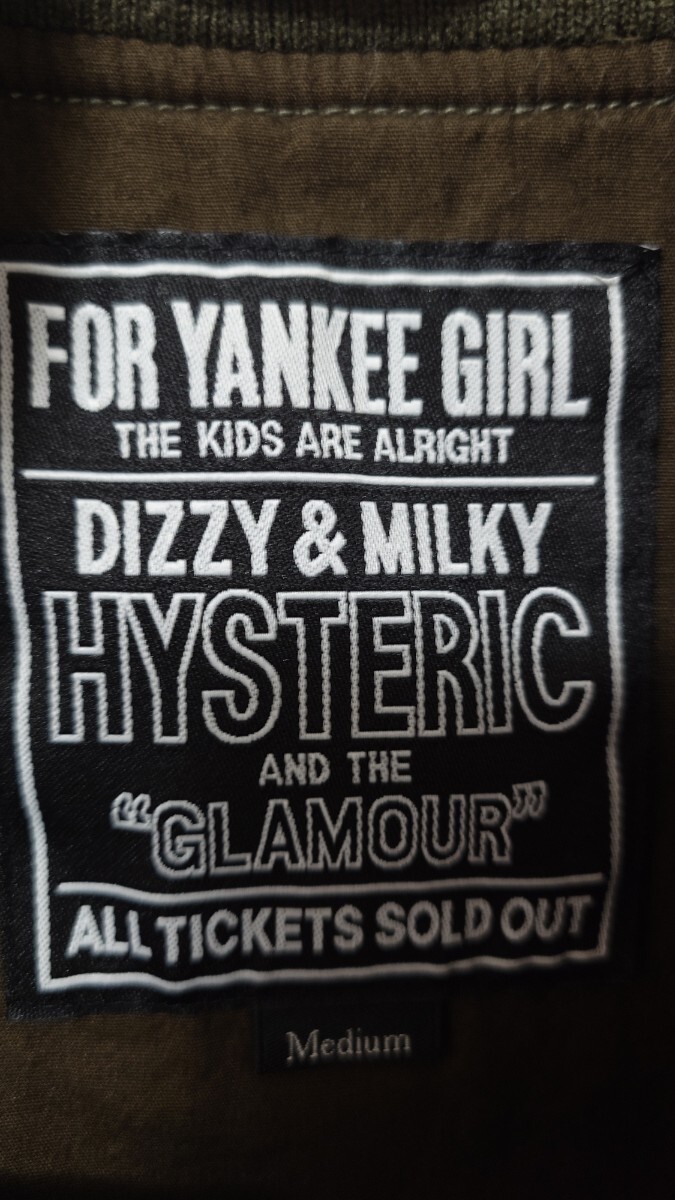 FOR YANKEE GIRL
THE KIDS ARE ALRIGHT
DIZZY & MILKY
HYSTERIC
AND THE
“GLAMOUR”
ALL TICKETS SOLD OUT
Medium